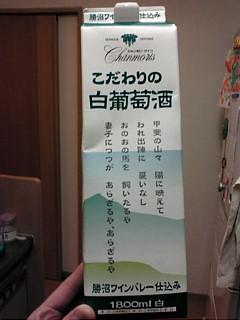 勝沼ワインバレー仕込み
Chanmoris
こだわりの
白葡萄酒
甲斐の山々 陽に映えて
われ出陣に 憂いなし
おのおの馬を 飼いたるや
妻子につつが あらざるや、あらざるや
勝沼ワインバレー仕込み
1800ml 白